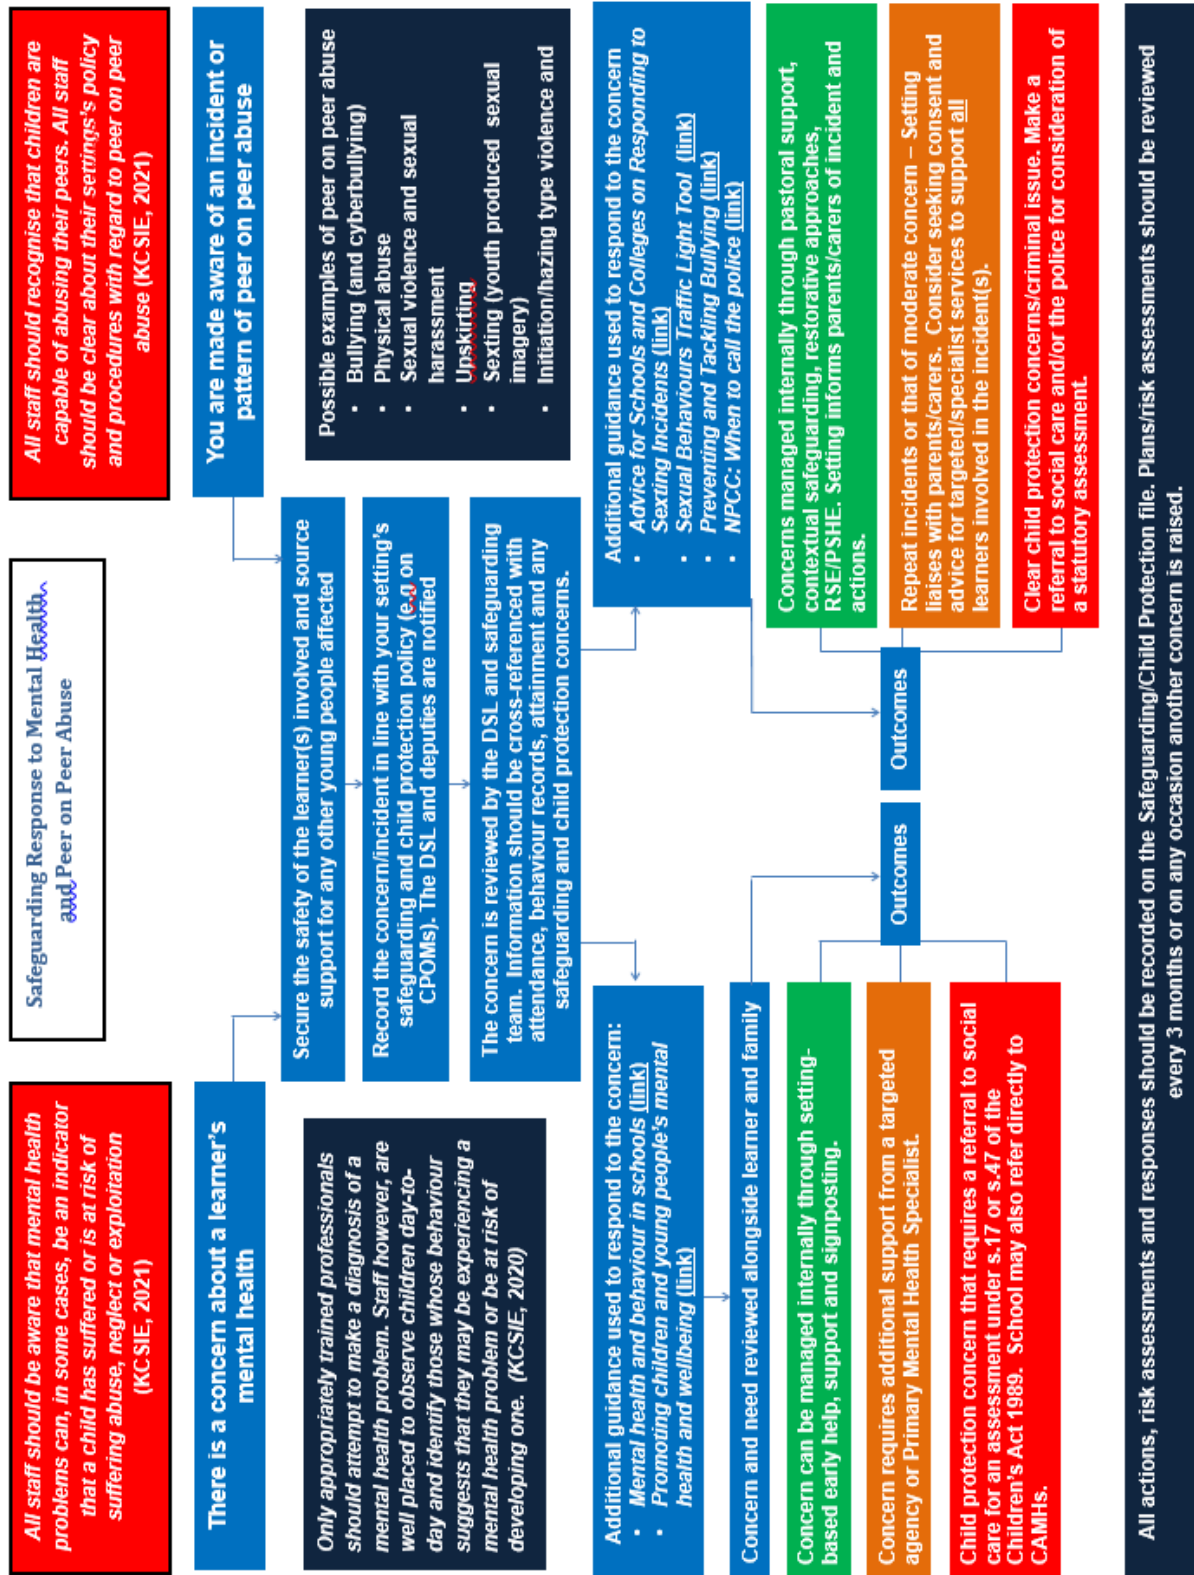 Safeguarding Response to Mental Health
and Peer on Peer Abuse
All staff should be aware that mental health
problems can, in some cases, be an indicator
that a child has suffered or is at risk of
suffering abuse, neglect or exploitation
(KCSIE, 2021)
All staff should recognise that children are
capable of abusing their peers. All staff
should be clear about their settings's policy
and procedures with regard to peer on peer
abuse (KCSIE, 2021)
There is a concern about a learner's
mental health
You are made aware of an incident or
pattern of peer on peer abuse
Secure the safety of the learner(s) involved and source
support for any other young people affected
Record the concern/incident in line with your setting's
safeguarding and child protection policy (e.g on
CPOMs). The DSL and deputies are notified
The concern is reviewed by the DSL and safeguarding
team. Information should be cross-referenced with
attendance, behaviour records, attainment and any
safeguarding and child protection concerns.
Only appropriately trained professionals
should attempt to make a diagnosis of a
mental health problem. Staff however, are
well placed to observe children day-to-
day and identify those whose behaviour
suggests that they may be experiencing a
mental health problem or be at risk of
developing one. (KCSIE, 2020)
Possible examples of peer on peer abuse
• Bullying (and cyberbullying)
• Physical abuse
• Sexual violence and sexual
harassment
• Upskirting
• Sexting (youth produced sexual
imagery)
• Initiation/hazing type violence and
Additional guidance used to respond to the concern:
• Mental health and behaviour in schools (link)
• Promoting children and young people's mental
health and wellbeing (link)
Concern and need reviewed alongside learner and family
Outcomes
Concern can be managed internally through setting-
based early help, support and signposting.
Concern requires additional support from a targeted
agency or Primary Mental Health Specialist.
Child protection concern that requires a referral to social
care for an assessment under s.17 or s.47 of the
Children's Act 1989. School may also refer directly to
CAMHs.
Additional guidance used to respond to the concern
• Advice for Schools and Colleges on Responding to
Sexting Incidents (link)
• Sexual Behaviours Traffic Light Tool (link)
• Preventing and Tackling Bullying (link)
• NPCC: When to call the police (link)
Outcomes
Concerns managed internally through pastoral support,
contextual safeguarding, restorative approaches,
RSE/PSHE. Setting informs parents/carers of incident and
actions.
Repeat incidents or that of moderate concern – Setting
liaises with parents/carers. Consider seeking consent and
advice for targeted/specialist services to support all
learners involved in the incident(s).
Clear child protection concerns/criminal issue. Make a
referral to social care and/or the police for consideration of
a statutory assessment.
All actions, risk assessments and responses should be recorded on the Safeguarding/Child Protection file. Plans/risk assessments should be reviewed
every 3 months or on any occasion another concern is raised.